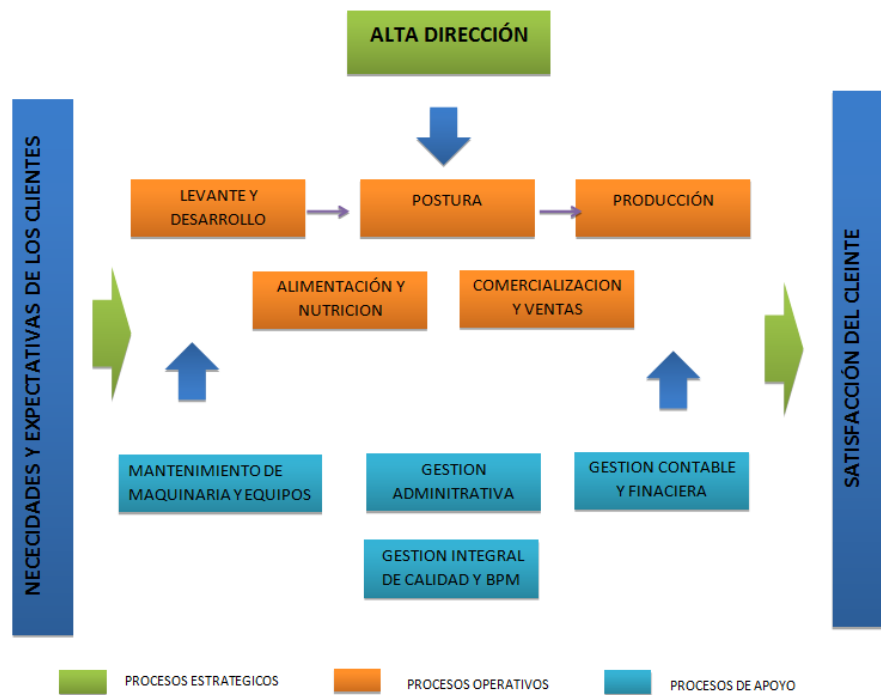 ALTA DIRECCIÓN
NECECIDADES Y EXPECTATIVAS DE LOS CLIENTES
LEVANTE Y
DESARROLLO
POSTURA
PRODUCCIÓN
ALIMENTACIÓN Y
NUTRICION
COMERCIALIZACION
Y VENTAS
MANTENIMIENTO DE
MAQUINARIA Y EQUIPOS
GESTION
ADMINITRATIVA
GESTION CONTABLE
Y FINACIERA
GESTION INTEGRAL
DE CALIDAD Y BPM
SATISFACCIÓN DEL CLEINTE
PROCESOS ESTRATEGICOS
PROCESOS OPERATIVOS
PROCESOS DE APOYO